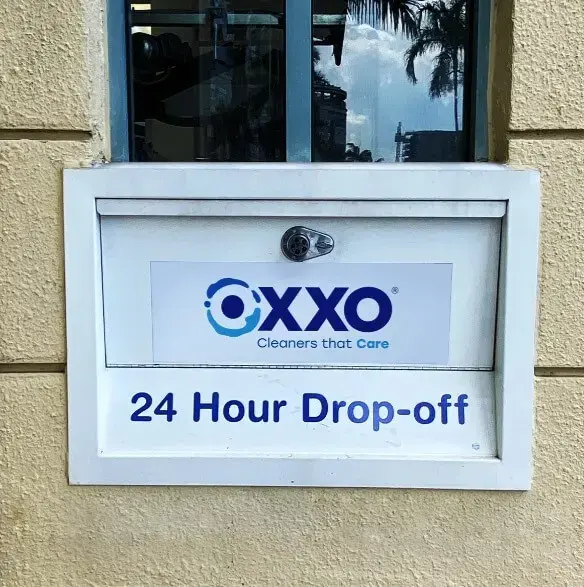 OXXO®
Cleaners that Care
24 Hour Drop-off